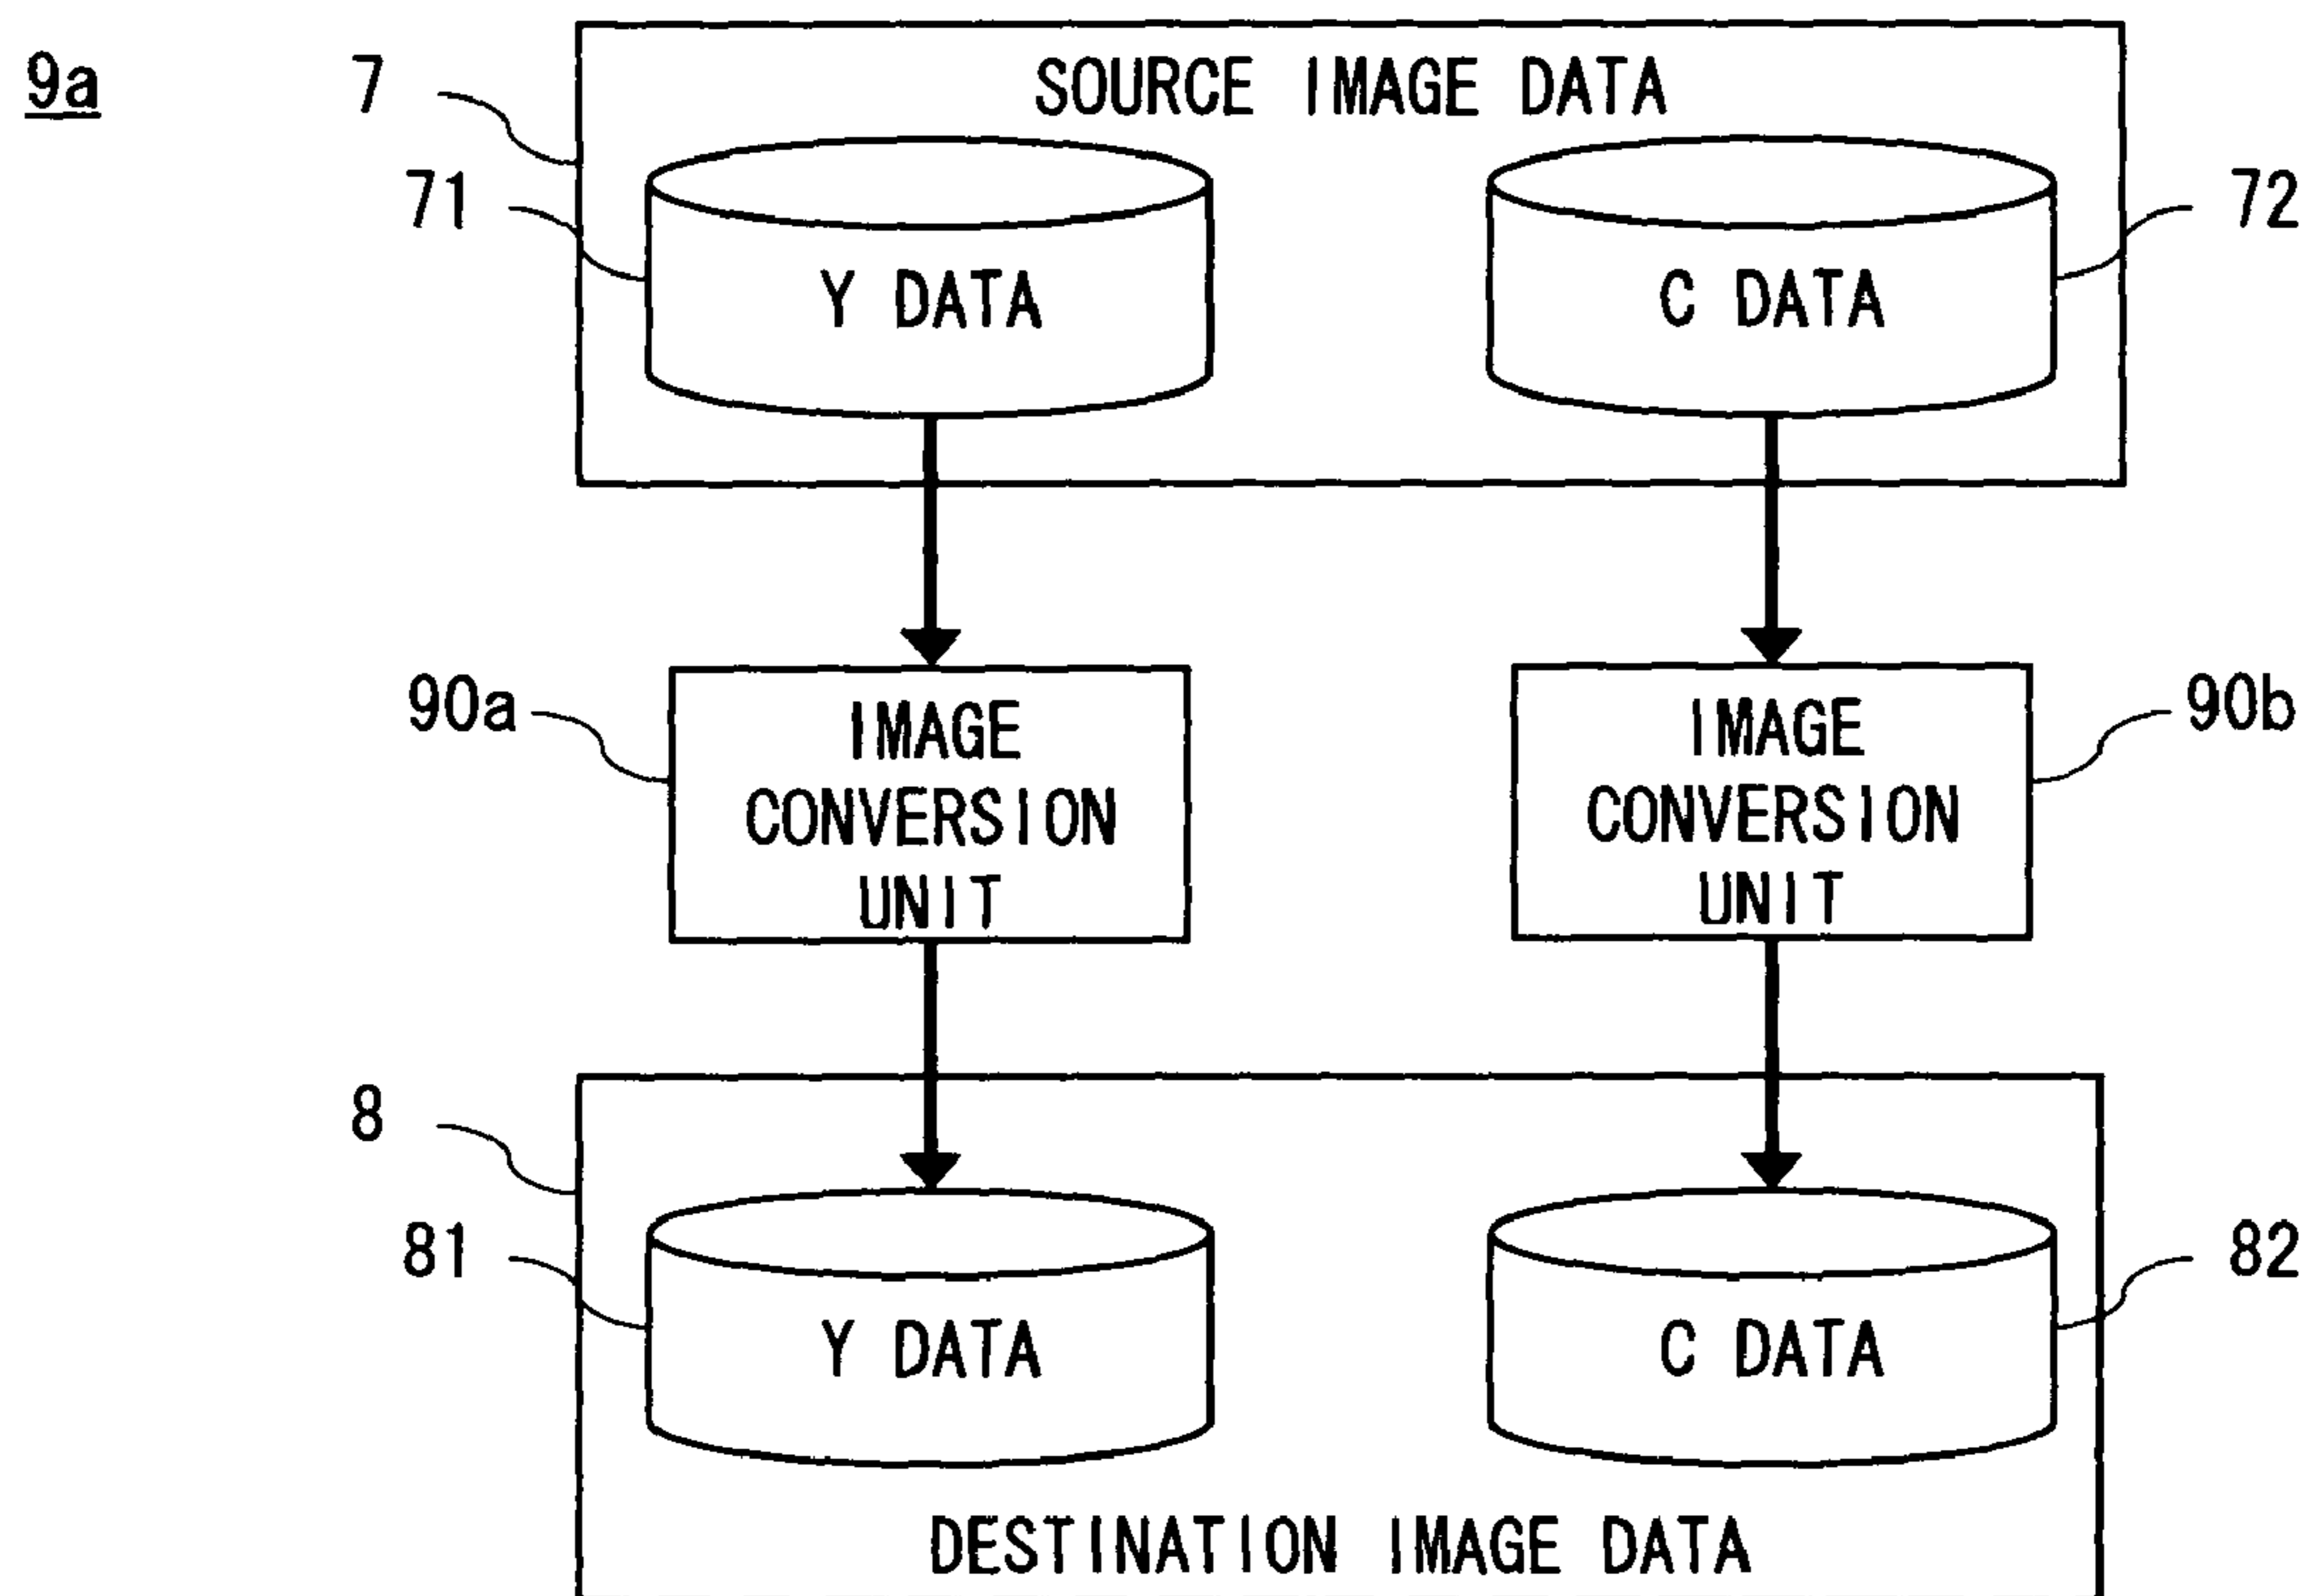 9a
7
SOURCE IMAGE DATA
71
72
Y DATA
C DATA
90a
90b
IMAGE
CONVERSION
UNIT
IMAGE
CONVERSION
UNIT
8
81
82
Y DATA
C DATA
DESTINATION IMAGE DATA